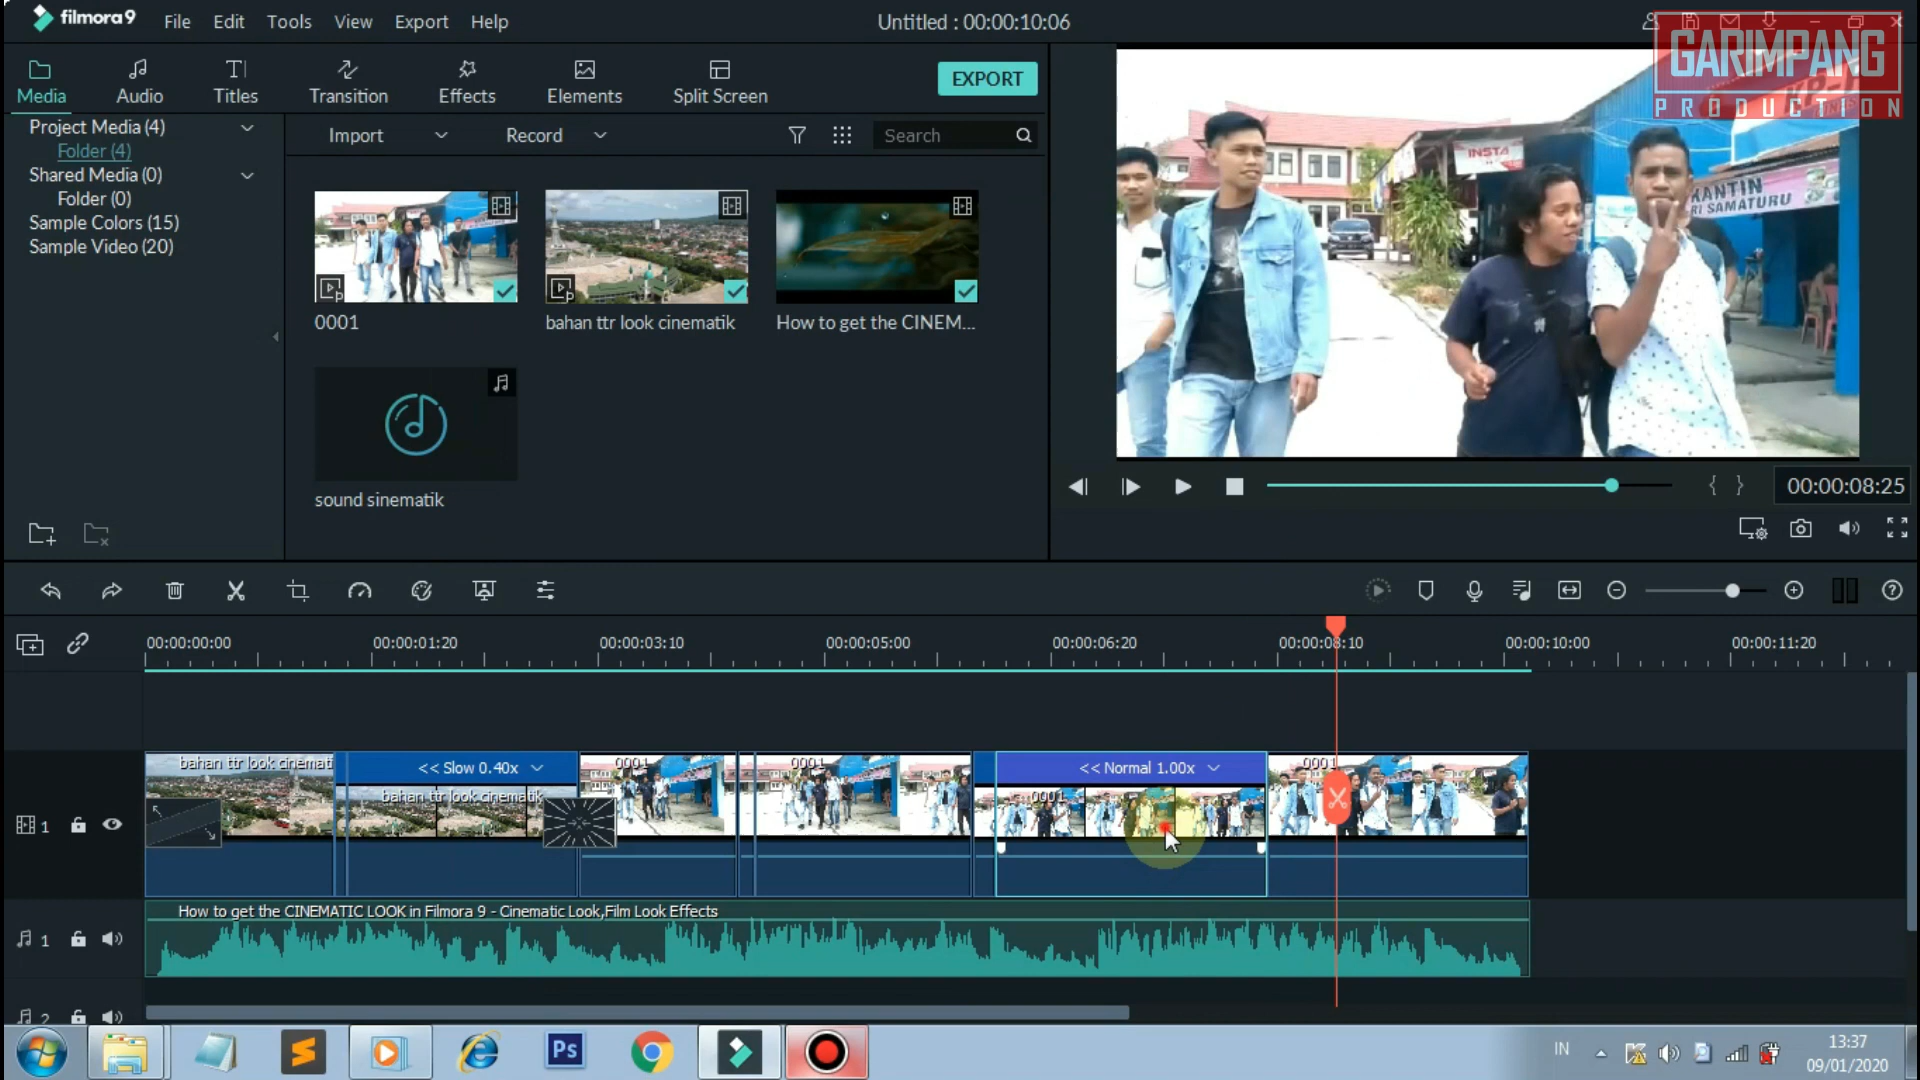 filmora9
File
Edit
Tools
View
Export
Help
Untitled : 00:00:10:06
GARIMPANG
PRODUCTION
Media
Audio
Titles
Transition
Effects
Elements
Split Screen
EXPORT
Project Media (4)
Folder (4)
Shared Media (0)
Folder (0)
Sample Colors (15)
Sample Video (20)
Import
Record
Search
0001
bahan ttr look cinematik
How to get the CINEM...
sound sinematik
INSTA
KANTIN
RI SAMATURU
00:00:08:25
00:00:00:00
00:00:01:20
00:00:03:10
00:00:05:00
00:00:06:20
00:00:08:10
00:00:10:00
00:00:11:20
bahan ttr look cinemati
<< Slow 0.40x
bahan ttr look cinematik
0001
0001
<< Normal 1.00x
0001
0001
1
How to get the CINEMATIC LOOK in Filmora 9 - Cinematic Look,Film Look Effects
1
2
Ps
IN
13:37
09/01/2020